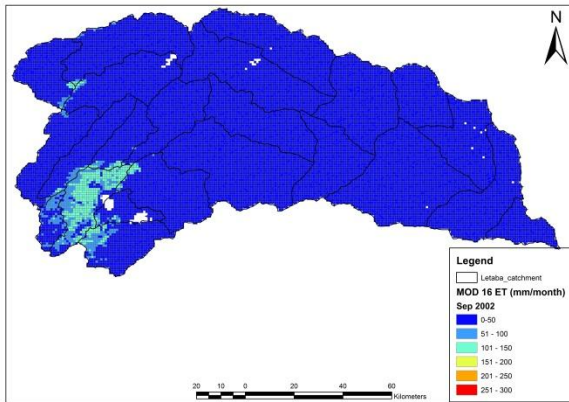 N
Legend
Letaba_catchment
MOD 16 ET (mm/month)
Sep 2002
0-50
51 - 100
101 - 150
151 - 200
201 - 250
251 - 300
20 10 0 20 40 60
Kilometers